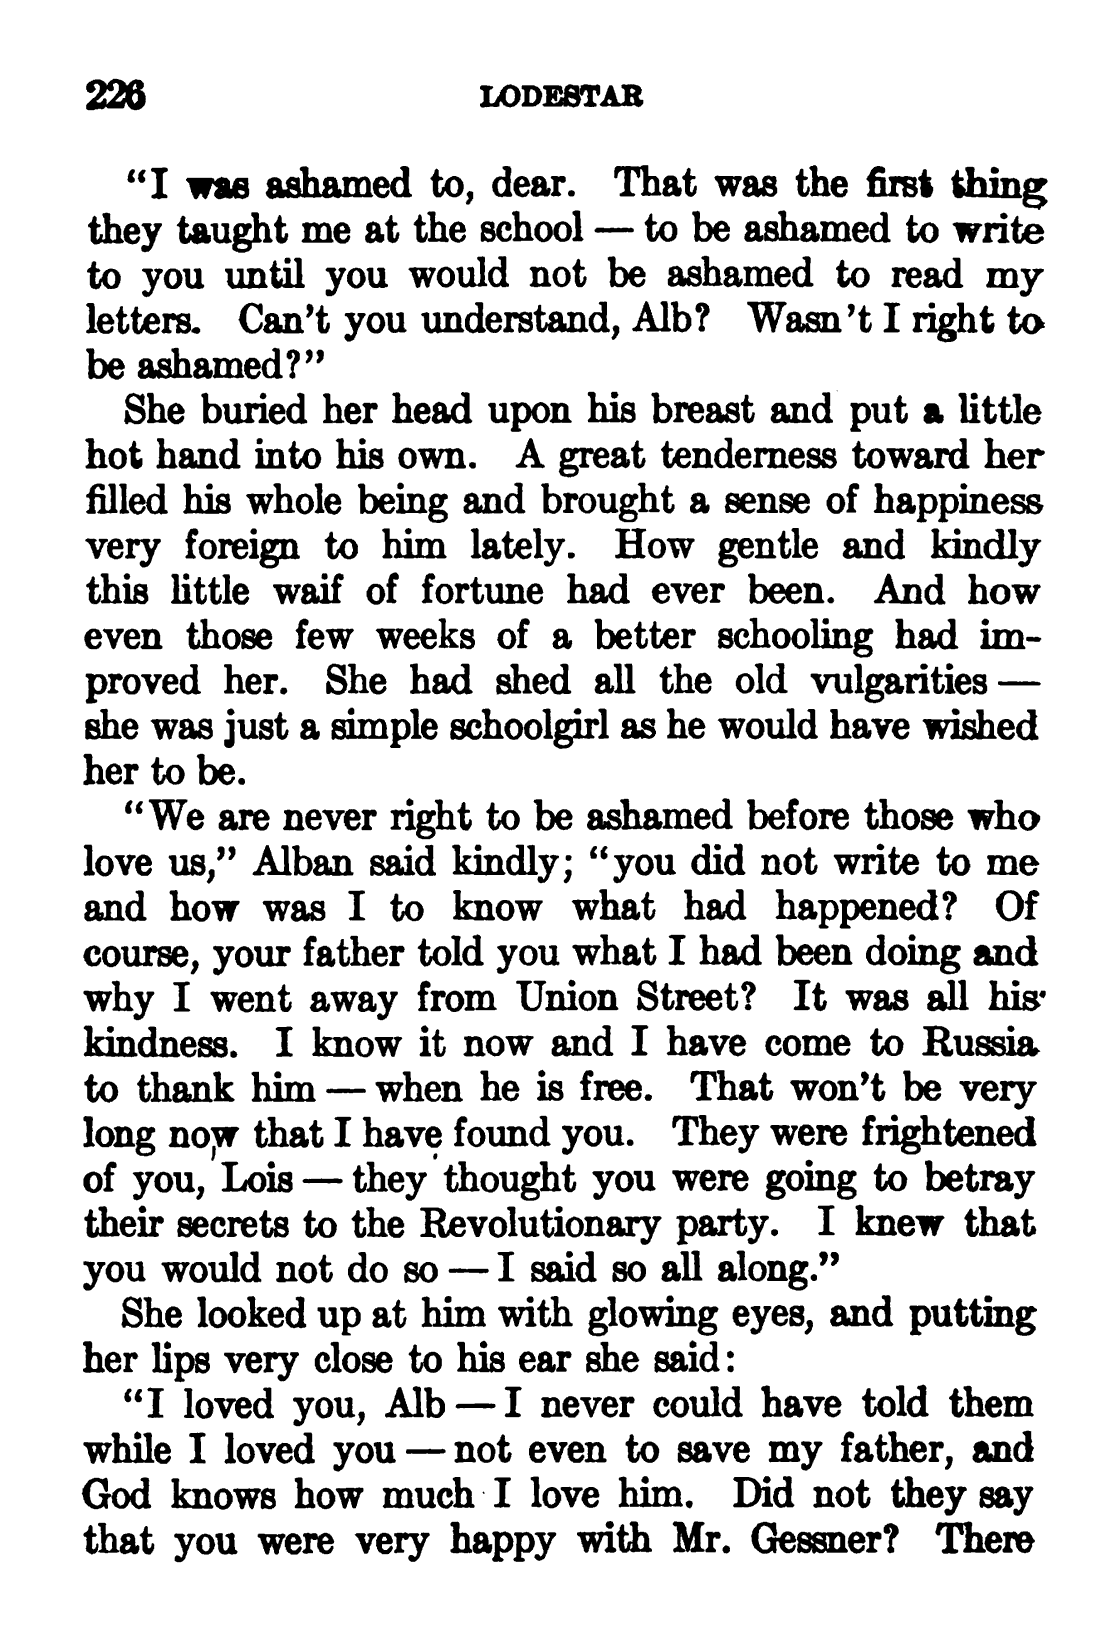 226 LODESTAR
“I was ashamed to, dear. That was the first thing
they taught me at the school — to be ashamed to write
to you until you would not be ashamed to read my
letters. Can’t you understand, Alb? Wasn’t I right to
be ashamed?”
She buried her head upon his breast and put a little
hot hand into his own. A great tenderness toward her
filled his whole being and brought a sense of happiness
very foreign to him lately. How gentle and kindly
this little waif of fortune had ever been. And how
even those few weeks of a better schooling had im-
proved her. She had shed all the old vulgarities —
she was just a simple schoolgirl as he would have wished
her to be.
“We are never right to be ashamed before those who
love us,” Alban said kindly; “you did not write to me
and how was I to know what had happened? Of
course, your father told you what I had been doing and
why I went away from Union Street? It was all his
kindness. I know it now and I have come to Russia
to thank him — when he is free. That won’t be very
long now that I have found you. They were frightened
of you, Lois — they thought you were going to betray
their secrets to the Revolutionary party. I knew that
you would not do so — I said so all along.”
She looked up at him with glowing eyes, and putting
her lips very close to his ear she said:
“I loved you, Alb — I never could have told them
while I loved you — not even to save my father, and
God knows how much I love him. Did not they say
that you were very happy with Mr. Gessner? There